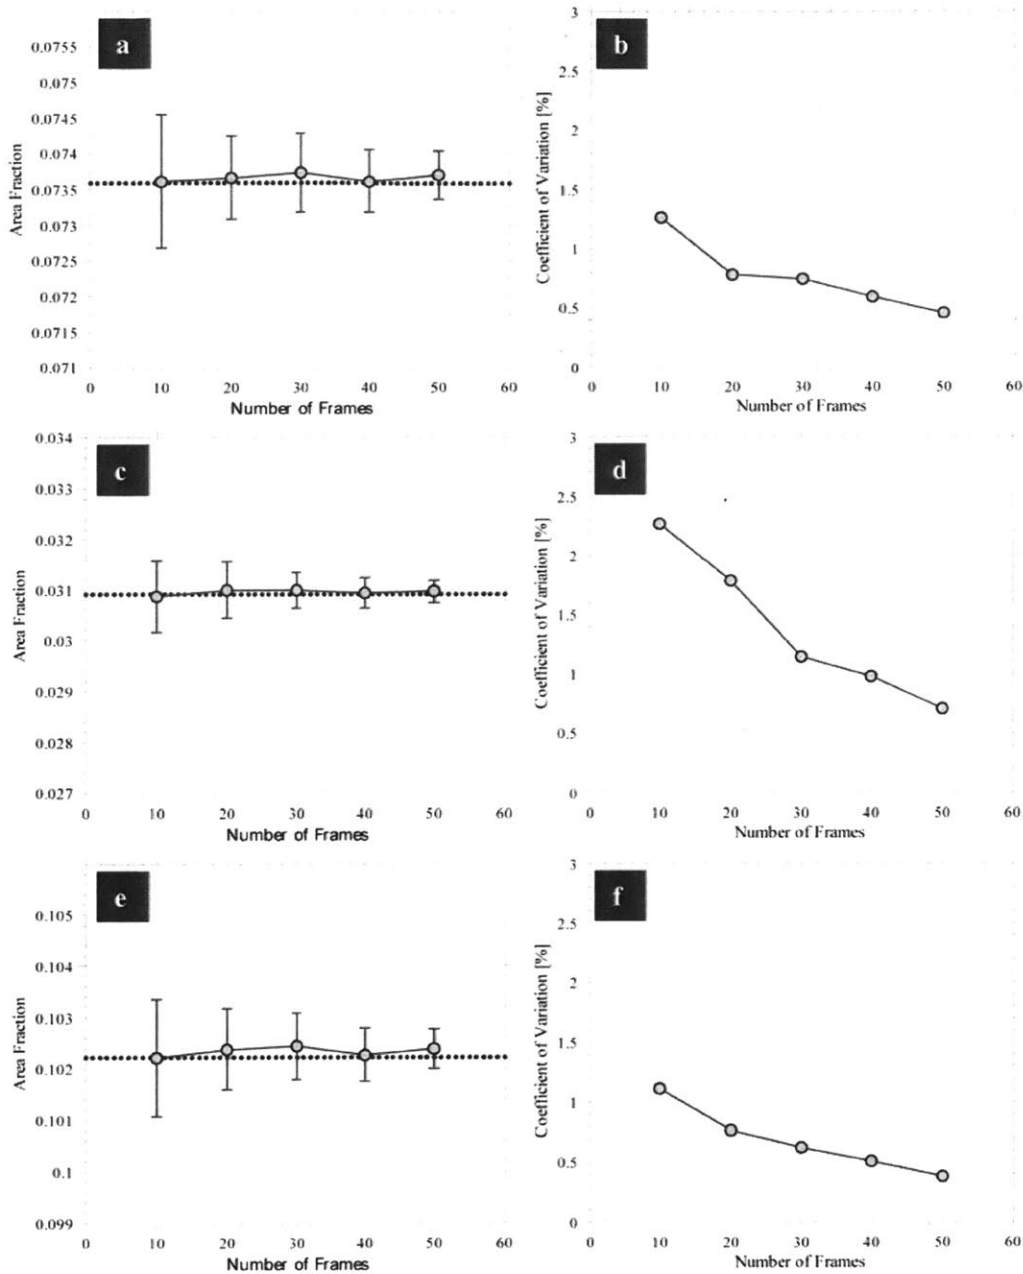 a
0.0755
0.075
0.0745
0.074
0.0735
0.073
0.0725
0.072
0.0715
0.071
Area Fraction
0 10 20 30 40 50 60
Number of Frames
b
3
2.5
2
1.5
1
0.5
0
Coefficient of Variation [%]
0 10 20 30 40 50 60
Number of Frames
c
0.034
0.033
0.032
0.031
0.03
0.029
0.028
0.027
Area Fraction
0 10 20 30 40 50 60
Number of Frames
d
3
2.5
2
1.5
1
0.5
0
Coefficient of Variation [%]
0 10 20 30 40 50 60
Number of Frames
e
0.105
0.104
0.103
0.102
0.101
0.1
0.099
Area Fraction
0 10 20 30 40 50 60
Number of Frames
f
3
2.5
2
1.5
1
0.5
0
Coefficient of Variation [%]
0 10 20 30 40 50 60
Number of Frames